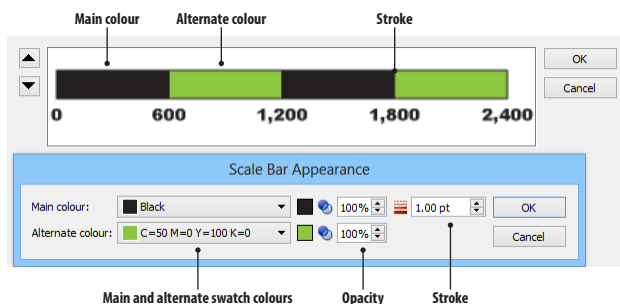 Main colour Alternate colour Stroke
OK
Cancel
0 600 1,200 1,800 2,400
Scale Bar Appearance
Main colour: Black 100% 1.00 pt OK
Alternate colour: C=50 M=0 Y=100 K=0 100% Cancel
Main and alternate swatch colours Opacity Stroke